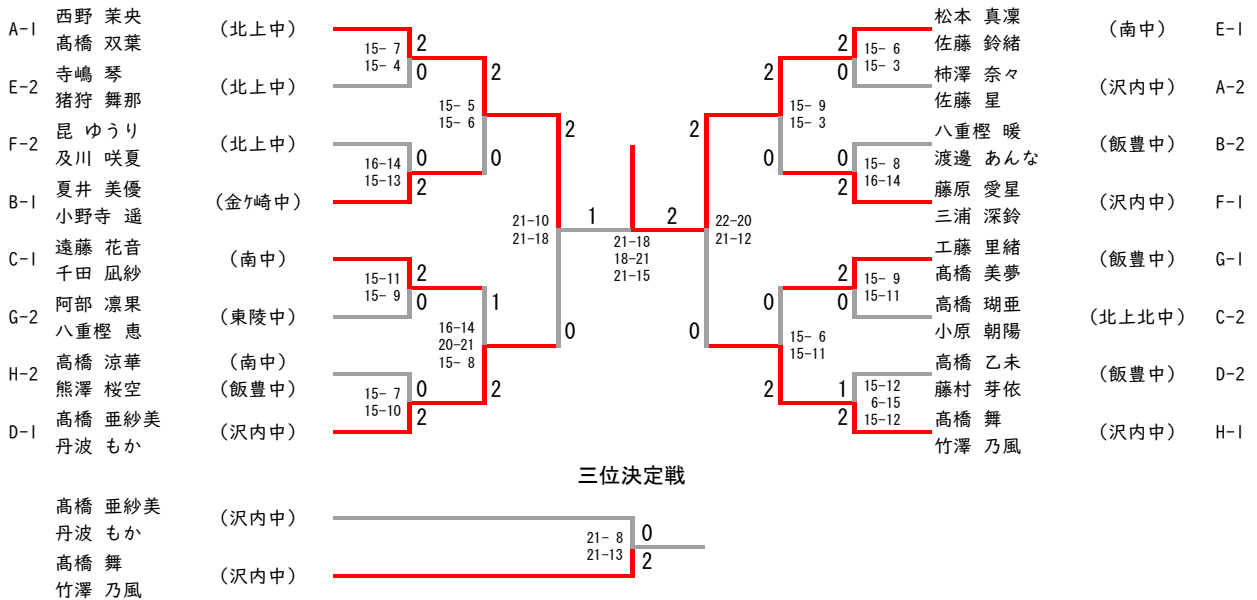 A-1 西野 茉央 (北上中)
髙橋 双葉
15- 7 2
15- 4 0
E-2 寺嶋 琴 (北上中)
猪狩 舞那
2
15- 5
15- 6
0
F-2 昆 ゆうり (北上中)
及川 咲夏
16-14 0
15-13 2
B-1 夏井 美優 (金ケ崎中)
小野寺 遥
2
21-10
21-18
0
C-1 遠藤 花音 (南中)
千田 凪紗
15-11 2
15- 9 0
G-2 阿部 凛果 (東陵中)
八重樫 恵
1
16-14
20-21
15- 8
2
H-2 高橋 涼華 (南中)
熊澤 桜空 (飯豊中)
15- 7 0
15-10 2
D-1 髙橋 亜紗美 (沢内中)
丹波 もか
1 2
21-18
18-21
21-15
松本 真凜 (南中) E-1
佐藤 鈴緒
2 15- 6
0 15- 3
柿澤 奈々 (沢内中) A-2
佐藤 星
2
15- 9
15- 3
0
八重樫 暖 (飯豊中) B-2
渡邊 あんな
0 15- 8
2 16-14
藤原 愛星 (沢内中) F-1
三浦 深鈴
2
22-20
21-12
0
工藤 里緒 (飯豊中) G-1
髙橋 美夢
2 15- 9
0 15-11
高橋 瑚亜 (北上北中) C-2
小原 朝陽
0
15- 6
15-11
2
高橋 乙未 (飯豊中) D-2
藤村 芽依
1 15-12
6-15
2 15-12
髙橋 舞 (沢内中) H-1
竹澤 乃風
三位決定戦
髙橋 亜紗美 (沢内中)
丹波 もか
21- 8 0
21-13 2
髙橋 舞 (沢内中)
竹澤 乃風